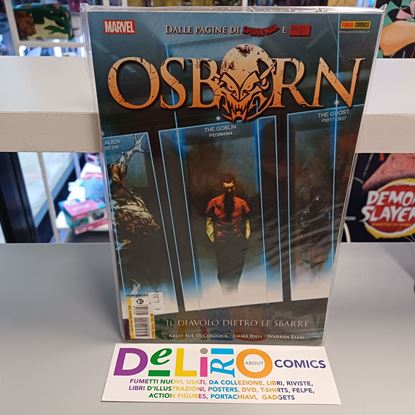 MARVEL
DALLE PAGINE DI SPIDER-MAN E
PANINI COMICS
OSBORN
ALIEN
THE GOBLIN
THE GHOST
IL DIAVOLO DIETRO LE SBARRE
KELLY SUE DECONNICK EMMA RIOS WARREN ELLIS
DEMON
SLAYER
DELIRIO
ABOUT
COMICS
FUMETTI NUOVI, USATI, DA COLLEZIONE, LIBRI, RIVISTE,
LIBRI D'ILLUSTRAZIONI, POSTERS, DVD, T-SHIRTS, FELPE,
ACTION FIGURES, PORTACHIAVI, GADGETS